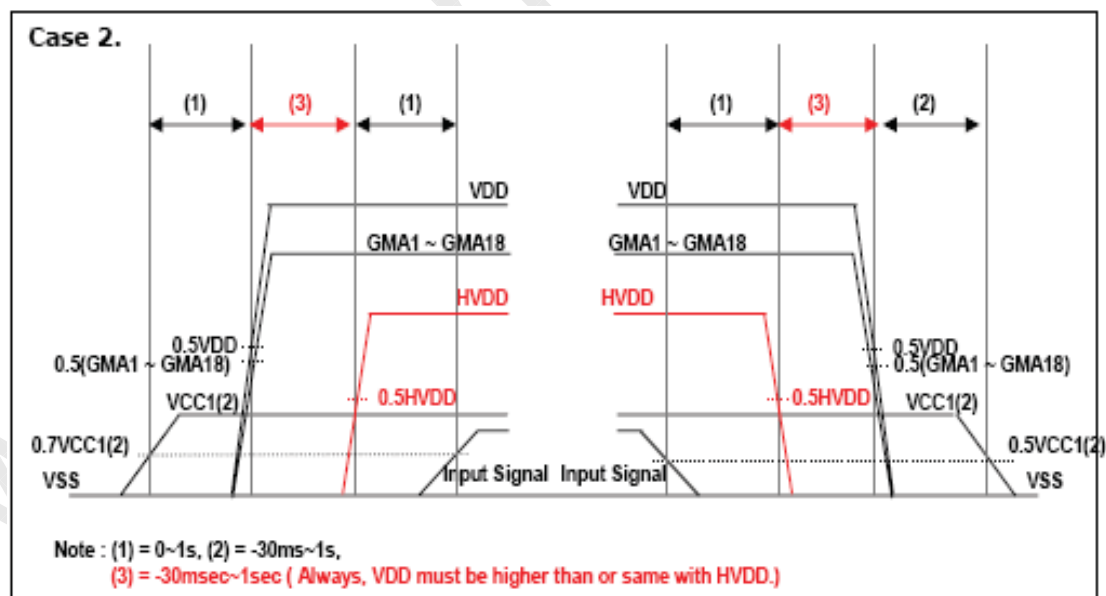 Case 2.
(1) (3) (1) (1) (3) (2)
VDD VDD
GMA1 ~ GMA18 GMA1 ~ GMA18
HVDD HVDD
0.5VDD 0.5VDD
0.5(GMA1 ~ GMA18) 0.5(GMA1 ~ GMA18)
0.5HVDD 0.5HVDD
VCC1(2) VCC1(2)
0.7VCC1(2) 0.5VCC1(2)
Input Signal Input Signal
VSS VSS
Note : (1) = 0~1s, (2) = -30ms~1s,
(3) = -30msec~1sec ( Always, VDD must be higher than or same with HVDD.)